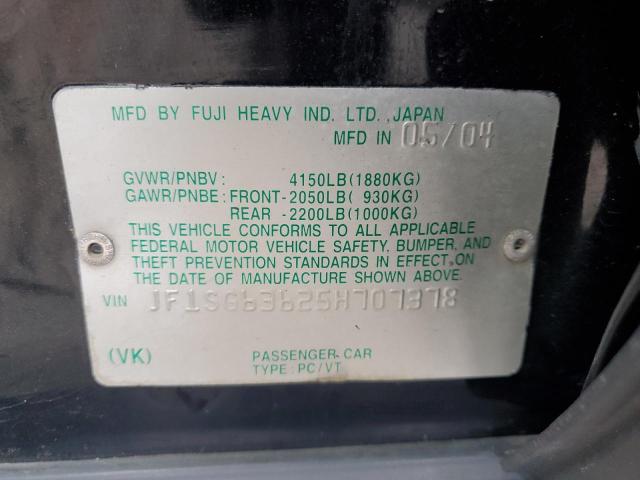 MFD BY FUJI HEAVY IND. LTD., JAPAN
MFD IN 05/04
GVWR/PNBV: 4150LB(1880KG)
GAWR/PNBE: FRONT-2050LB( 930KG)
REAR -2200LB(1000KG)
THIS VEHICLE CONFORMS TO ALL APPLICABLE
FEDERAL MOTOR VEHICLE SAFETY, BUMPER, AND
THEFT PREVENTION STANDARDS IN EFFECT, ON
THE DATE OF MANUFACTURE SHOWN ABOVE.
VIN JF1SG63625H707378
(VK) PASSENGER CAR
TYPE: PC/VT